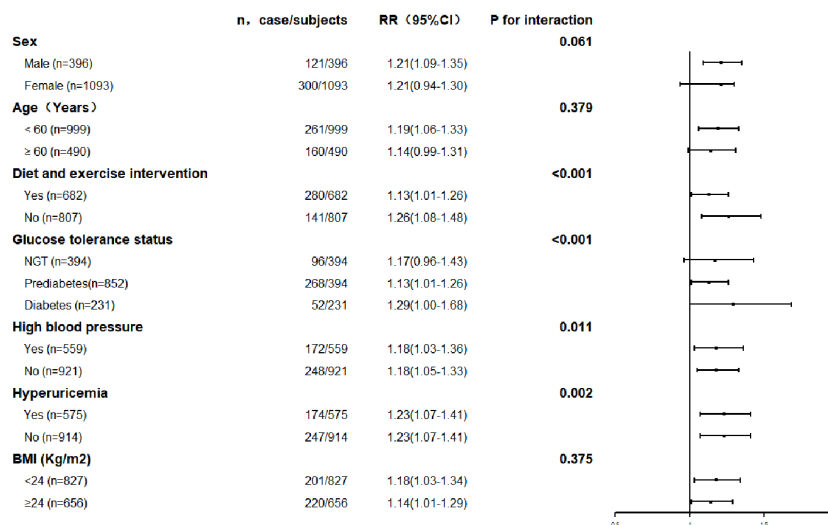 n，case/subjects RR（95%CI） P for interaction
Sex 0.061
Male (n=396) 121/396 1.21(1.09-1.35)
Female (n=1093) 300/1093 1.21(0.94-1.30)
Age（Years） 0.379
< 60 (n=999) 261/999 1.19(1.06-1.33)
≥ 60 (n=490) 160/490 1.14(0.99-1.31)
Diet and exercise intervention <0.001
Yes (n=682) 280/682 1.13(1.01-1.26)
No (n=807) 141/807 1.26(1.08-1.48)
Glucose tolerance status <0.001
NGT (n=394) 96/394 1.17(0.96-1.43)
Prediabetes(n=852) 268/394 1.13(1.01-1.26)
Diabetes (n=231) 52/231 1.29(1.00-1.68)
High blood pressure 0.011
Yes (n=559) 172/559 1.18(1.03-1.36)
No (n=921) 248/921 1.18(1.05-1.33)
Hyperuricemia 0.002
Yes (n=575) 174/575 1.23(1.07-1.41)
No (n=914) 247/914 1.23(1.07-1.41)
BMI (Kg/m2) 0.375
<24 (n=827) 201/827 1.18(1.03-1.34)
≥24 (n=656) 220/656 1.14(1.01-1.29)